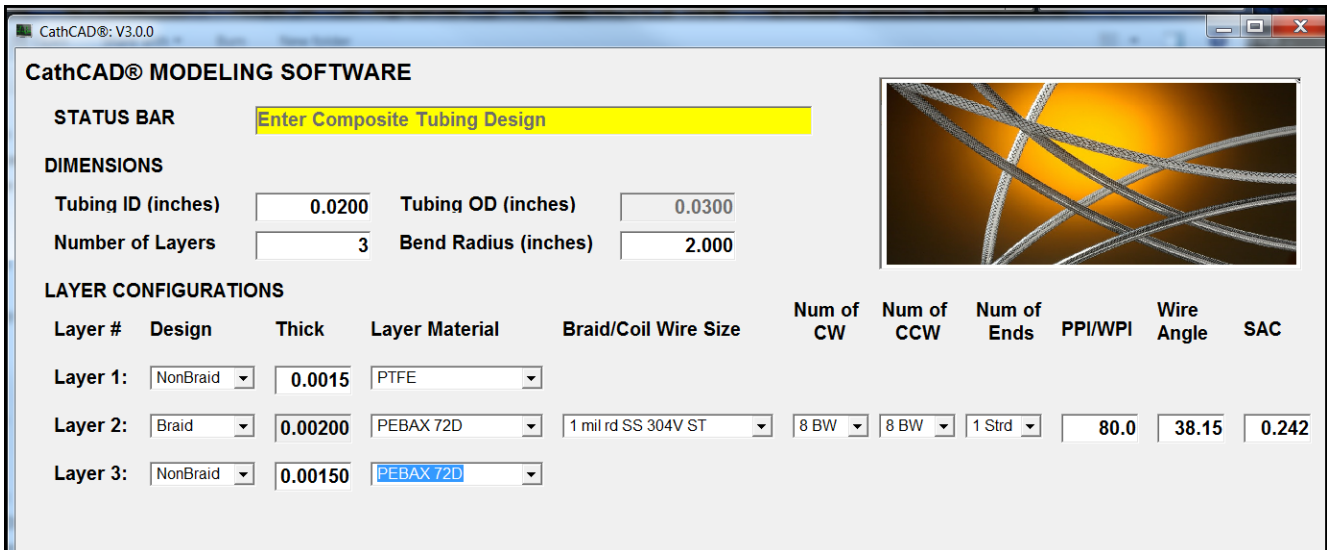 CathCAD®: V3.0.0
CathCAD® MODELING SOFTWARE
STATUS BAR Enter Composite Tubing Design
DIMENSIONS
Tubing ID (inches) 0.0200 Tubing OD (inches) 0.0300
Number of Layers 3 Bend Radius (inches) 2.000
LAYER CONFIGURATIONS
Layer # Design Thick Layer Material Braid/Coil Wire Size Num of CW Num of CCW Num of Ends PPI/WPI Wire Angle SAC
Layer 1: NonBraid 0.0015 PTFE
Layer 2: Braid 0.00200 PEBAX 72D 1 mil rd SS 304V ST 8 BW 8 BW 1 Strd 80.0 38.15 0.242
Layer 3: NonBraid 0.00150 PEBAX 72D